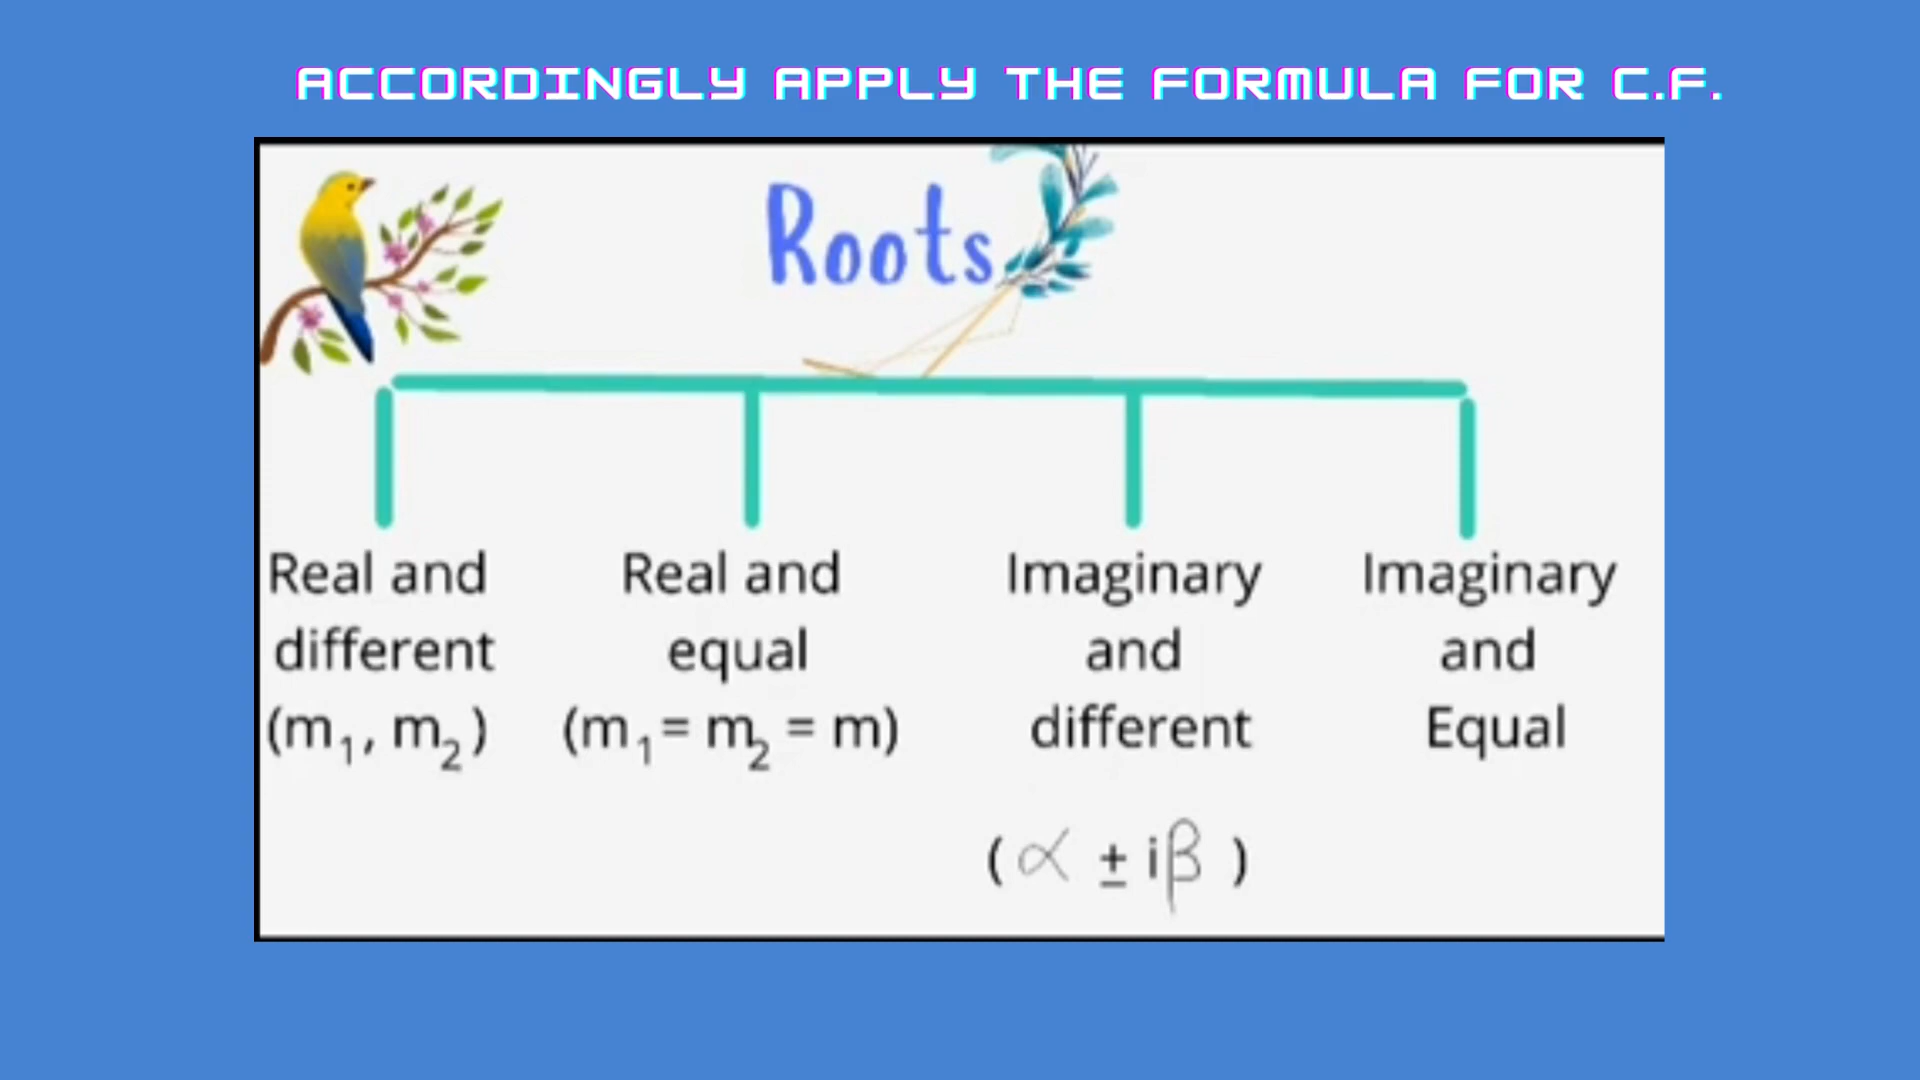 ACCORDINGLY APPLY THE FORMULA FOR C.F.
Roots
Real and
different
(m₁, m₂)
Real and
equal
(m₁= m₂ = m)
Imaginary
and
different
(α ± iβ )
Imaginary
and
Equal